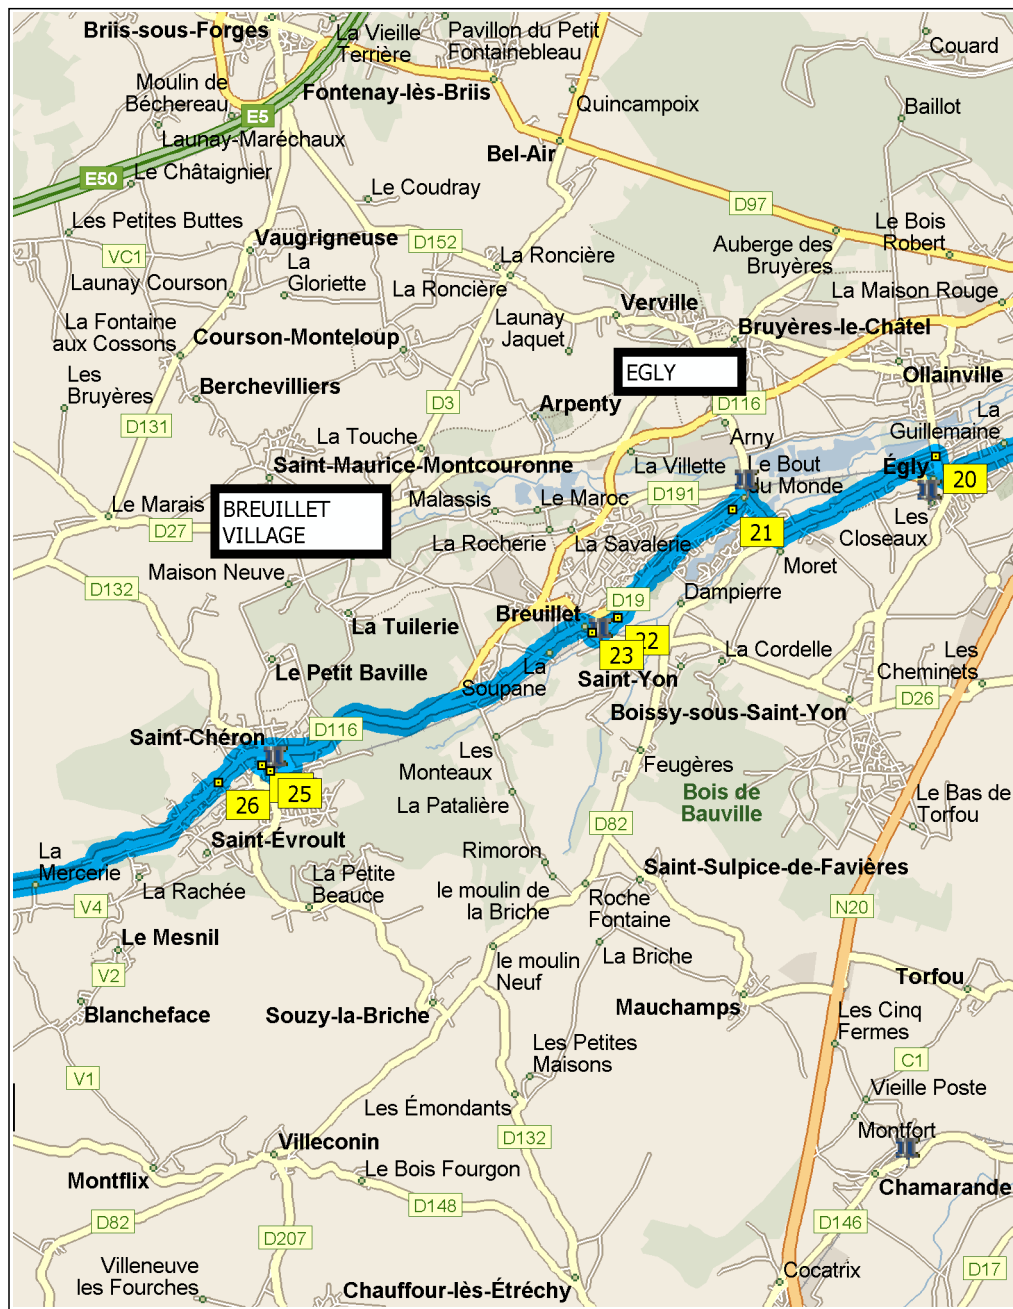 Briis-sous-Forges
La Vieille
Terrière
Pavillon du Petit
Fontainebleau
Couard
Moulin de
Béchereau
Fontenay-lès-Briis
Quincampoix
Baillot
E5
Launay-Maréchaux
Bel-Air
E50
Le Châtaignier
Le Coudray
D97
Les Petites Buttes
VC1
Vaugrigneuse
D152
La Roncière
Auberge des
Bruyères
Le Bois
Robert
Launay Courson
La
Gloriette
La Roncière
Verville
La Maison Rouge
La Fontaine
aux Cossons
Courson-Monteloup
Launay
Jaquet
Bruyères-le-Châtel
EGLY
Ollainville
Les
Bruyères
Berchevilliers
D3
Arpenty
D116
D131
La Touche
Arny
La
Guillemaine
Saint-Maurice-Montcouronne
La Villette
Le Bout
du Monde
Égly
20
Le Marais
D27
BREUILLET
VILLAGE
Malassis
Le Maroc
D191
21
Les
Closeaux
La Rocherie
La Savalerie
Moret
Maison Neuve
D132
Dampierre
D19
Breuillet
La Tuilerie
22
23
Le Petit Baville
La
Soupane
Saint-Yon
La Cordelle
Les
Cheminets
D26
Boissy-sous-Saint-Yon
Saint-Chéron
D116
Les
Monteaux
Feugères
25
26
La Patalière
Bois de
Bauville
Le Bas de
Torfou
D82
Saint-Évroult
La
Mercerie
La Rachée
La Petite
Beauce
Rimoron
le moulin de
la Briche
Saint-Sulpice-de-Favières
Roche
Fontaine
V4
N20
Le Mesnil
La Briche
V2
le moulin
Neuf
Torfou
Blancheface
Souzy-la-Briche
Mauchamps
Les Cinq
Fermes
Les Petites
Maisons
C1
V1
Vieille Poste
Les Émondants
Montfort
D132
Villeconin
Montflix
Le Bois Fourgon
Chamarande
D148
D82
D207
D146
Villeneuve
les Fourches
Cocatrix
D17
Chauffour-lès-Étréchy